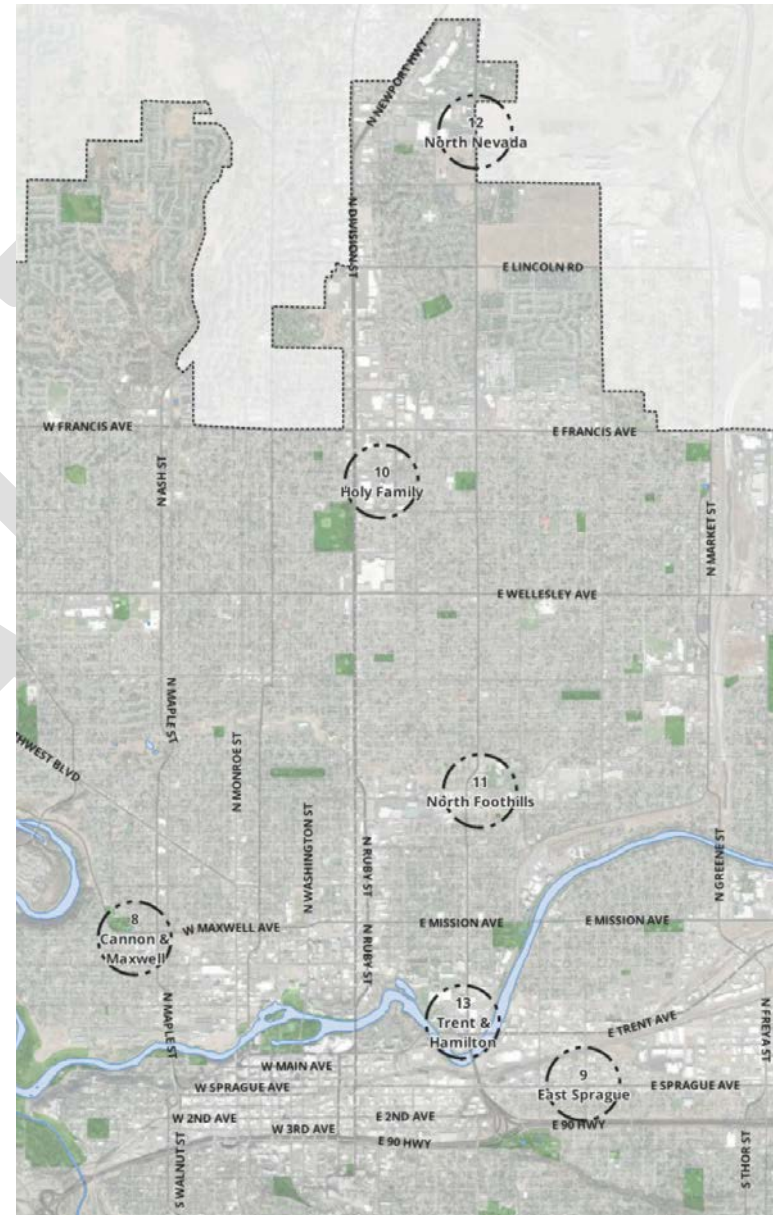 N NEWPORT HWY
12
North Nevada
N DIVISION ST
E LINCOLN RD
W FRANCIS AVE
E FRANCIS AVE
10
Holy Family
N ASH ST
N MARKET ST
E WELLESLEY AVE
N MAPLE ST
N MONROE ST
THWEST BLVD
11
North Foothills
N WASHINGTON ST
N RUBY ST
N GREENE ST
8
Cannon &
Maxwell
W MAXWELL AVE
E MISSION AVE
E MISSION AVE
N RUBY ST
N MAPLE ST
13
Trent &
Hamilton
E TRENT AVE
N FREYA ST
W MAIN AVE
9
East Sprague
W SPRAGUE AVE
E SPRAGUE AVE
W 2ND AVE
E 2ND AVE
W 3RD AVE
E 90 HWY
E 90 HWY
S WALNUT ST
S THOR ST